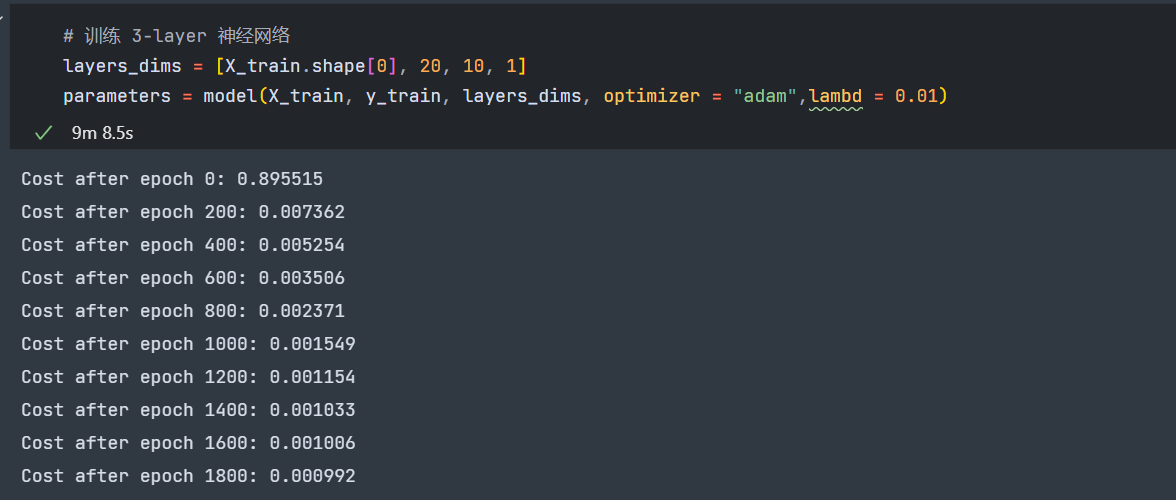 # 训练 3-layer 神经网络
layers_dims = [X_train.shape[0], 20, 10, 1]
parameters = model(X_train, y_train, layers_dims, optimizer = "adam",lambd = 0.01)
9m 8.5s
Cost after epoch 0: 0.895515
Cost after epoch 200: 0.007362
Cost after epoch 400: 0.005254
Cost after epoch 600: 0.003506
Cost after epoch 800: 0.002371
Cost after epoch 1000: 0.001549
Cost after epoch 1200: 0.001154
Cost after epoch 1400: 0.001033
Cost after epoch 1600: 0.001006
Cost after epoch 1800: 0.000992